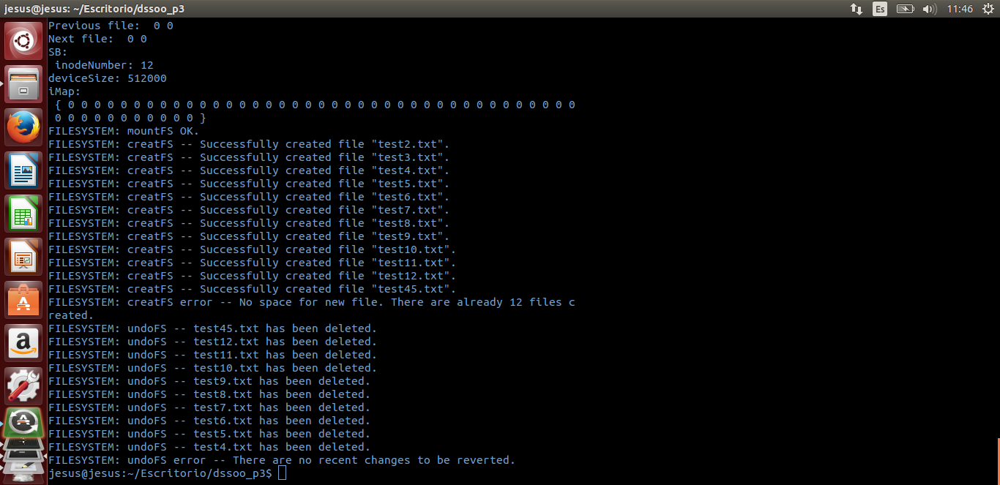 jesus@jesus: ~/Escritorio/dssoo_p3
Es
11:46
Previous file:  0 0
Next file:  0 0
SB:
 inodeNumber: 12
deviceSize: 512000
iMap:
 { 0 0 0 0 0 0 0 0 0 0 0 0 0 0 0 0 0 0 0 0 0 0 0 0 0 0 0 0 0 0 0 0 0 0 0 0 0 0 0
 0 0 0 0 0 0 0 0 0 0 0 }
FILESYSTEM: mountFS OK.
FILESYSTEM: creatFS -- Successfully created file "test2.txt".
FILESYSTEM: creatFS -- Successfully created file "test3.txt".
FILESYSTEM: creatFS -- Successfully created file "test4.txt".
FILESYSTEM: creatFS -- Successfully created file "test5.txt".
FILESYSTEM: creatFS -- Successfully created file "test6.txt".
FILESYSTEM: creatFS -- Successfully created file "test7.txt".
FILESYSTEM: creatFS -- Successfully created file "test8.txt".
FILESYSTEM: creatFS -- Successfully created file "test9.txt".
FILESYSTEM: creatFS -- Successfully created file "test10.txt".
FILESYSTEM: creatFS -- Successfully created file "test11.txt".
FILESYSTEM: creatFS -- Successfully created file "test12.txt".
FILESYSTEM: creatFS -- Successfully created file "test45.txt".
FILESYSTEM: creatFS error -- No space for new file. There are already 12 files c
reated.
FILESYSTEM: undoFS -- test45.txt has been deleted.
FILESYSTEM: undoFS -- test12.txt has been deleted.
FILESYSTEM: undoFS -- test11.txt has been deleted.
FILESYSTEM: undoFS -- test10.txt has been deleted.
FILESYSTEM: undoFS -- test9.txt has been deleted.
FILESYSTEM: undoFS -- test8.txt has been deleted.
FILESYSTEM: undoFS -- test7.txt has been deleted.
FILESYSTEM: undoFS -- test6.txt has been deleted.
FILESYSTEM: undoFS -- test5.txt has been deleted.
FILESYSTEM: undoFS -- test4.txt has been deleted.
FILESYSTEM: undoFS error -- There are no recent changes to be reverted.
jesus@jesus:~/Escritorio/dssoo_p3$